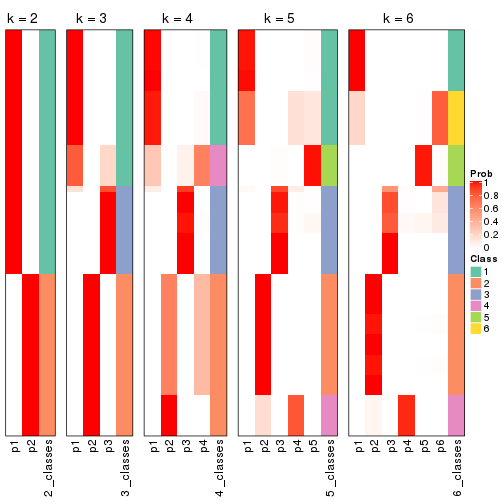 k = 2
k = 3
k = 4
k = 5
k = 6
Prob
1
0.8
0.6
0.4
0.2
0
Class
1
2
3
4
5
6
p1
p2
2_classes
p1
p2
p3
3_classes
p1
p2
p3
p4
4_classes
p1
p2
p3
p4
p5
5_classes
p1
p2
p3
p4
p5
p6
6_classes